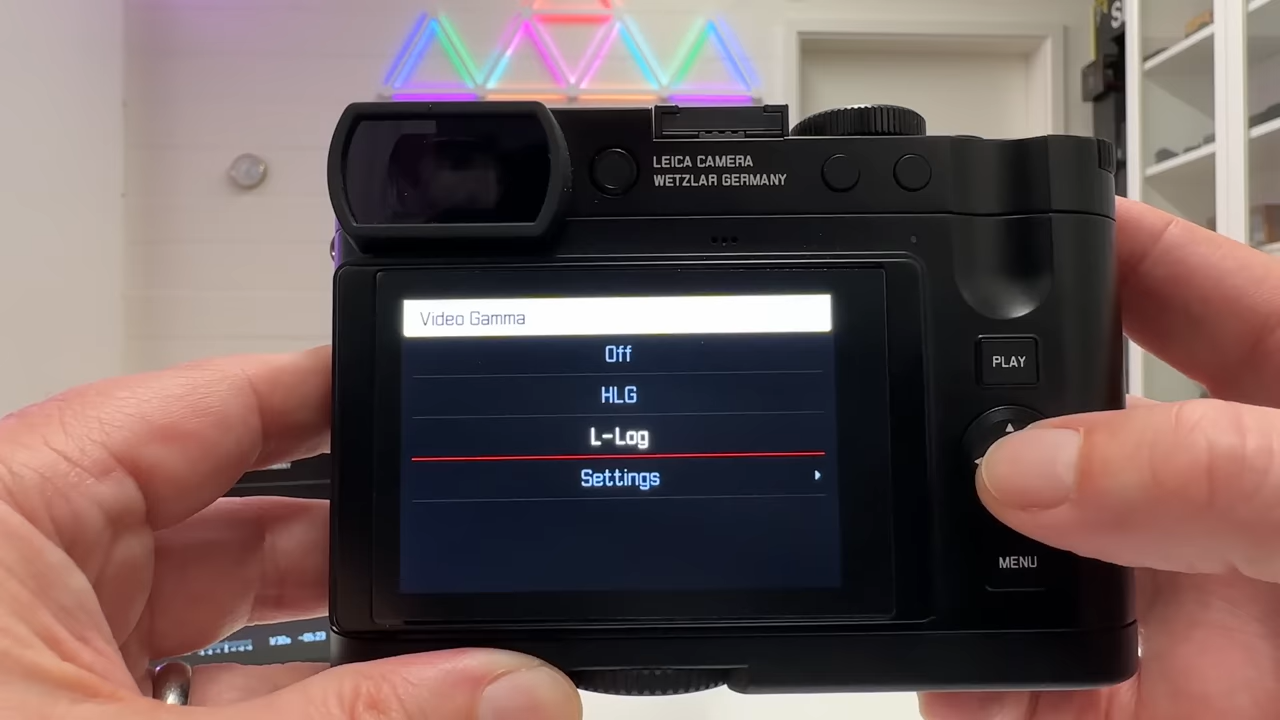 LEICA CAMERA
WETZLAR GERMANY
Video Gamma
Off
HLG
L-Log
Settings
PLAY
MENU